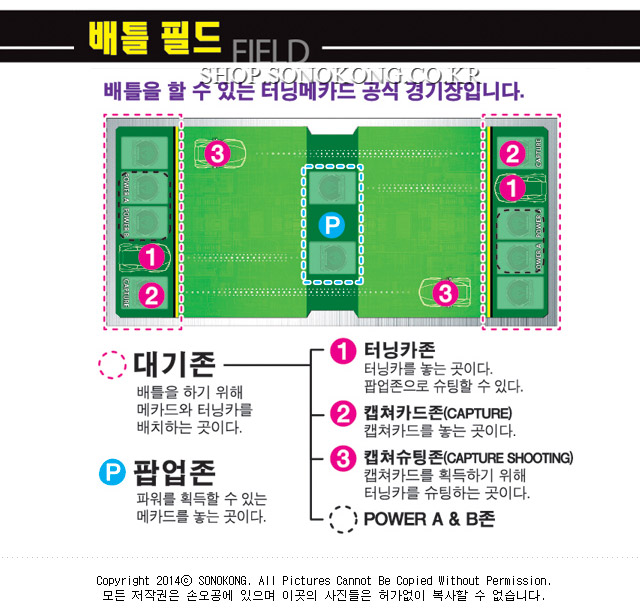 배틀 필드 FIELD
SHOP.SONOKONG.CO.KR
배틀을 할 수 있는 터닝메카드 공식 경기장입니다.
3
2 CAPTURE
1
POWER A
POWER B
P
POWER B
POWER A
1
CAPTURE 2
3
대기존
배틀을 하기 위해
메카드와 터닝카를
배치하는 곳이다.
P 팝업존
파워를 획득할 수 있는
메카드를 놓는 곳이다.
1 터닝카존
터닝카를 놓는 곳이다.
팝업존으로 슈팅할 수 있다.
2 캡쳐카드존(CAPTURE)
캡쳐카드를 놓는 곳이다.
3 캡쳐슈팅존(CAPTURE SHOOTING)
캡쳐카드를 획득하기 위해
터닝카를 슈팅하는 곳이다.
POWER A & B존
Copyright 2014ⓒ SONOKONG. All Pictures Cannot Be Copied Without Permission.
모든 저작권은 손오공에 있으며 이곳의 사진들은 허가없이 복사할 수 없습니다.